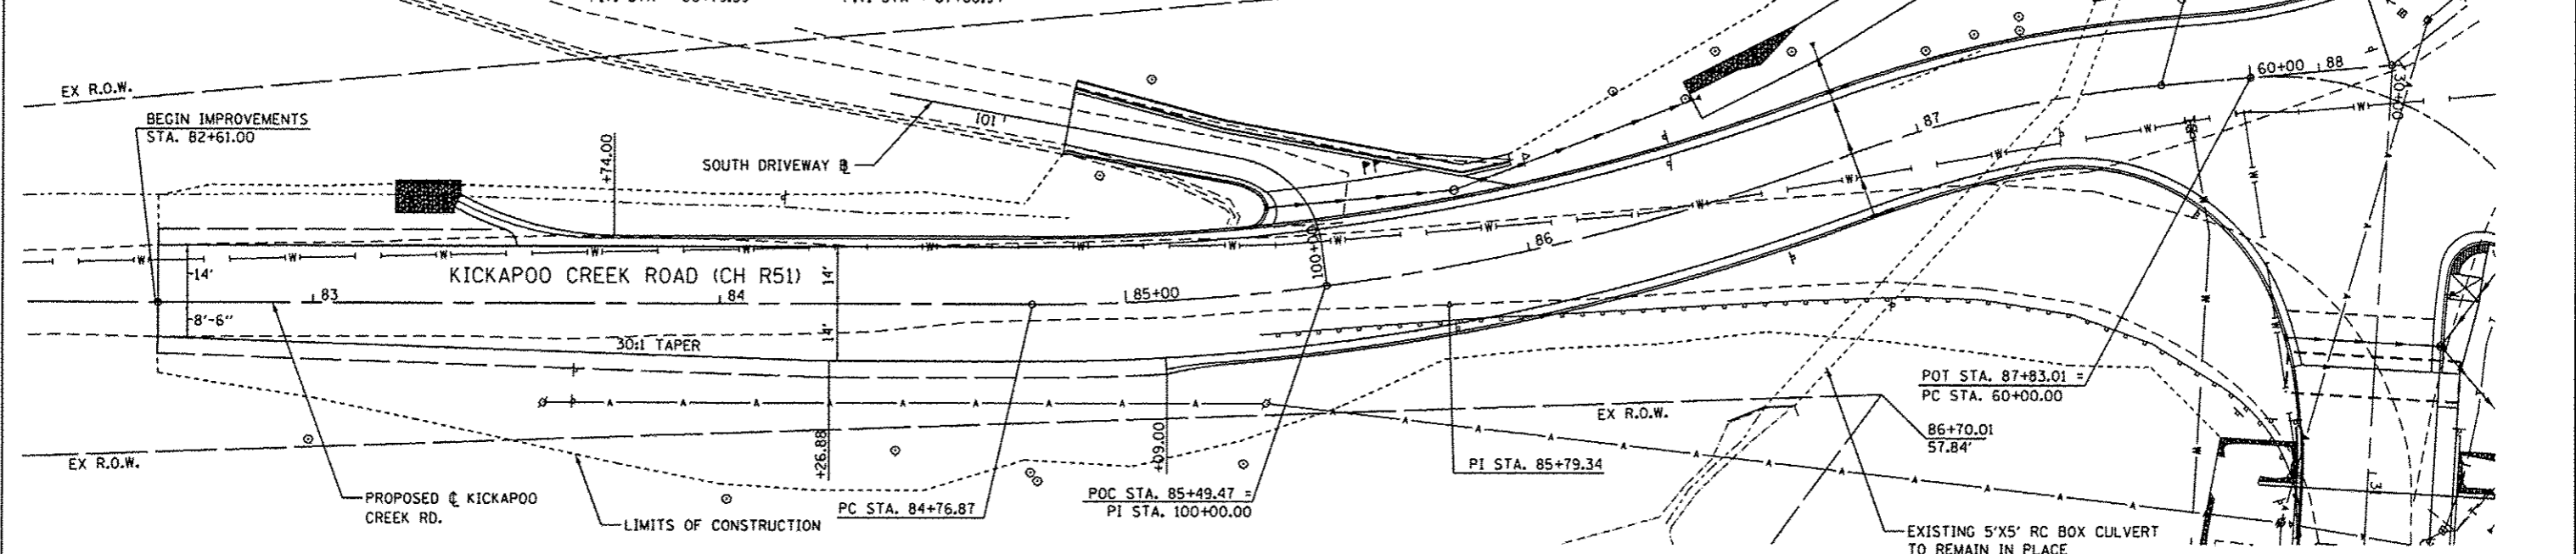 EX R.O.W.
BEGIN IMPROVEMENTS
STA. 82+61.00
+74.00
SOUTH DRIVEWAY ℄
101
14'
KICKAPOO CREEK ROAD (CH R51)
14'
83
84
85+00
86
87
60+00
88
30+00
100+00
8'-6"
30:1 TAPER
14'
EX R.O.W.
PROPOSED ℄ KICKAPOO
CREEK RD.
LIMITS OF CONSTRUCTION
+26.88
PC STA. 84+76.87
+09.00
POC STA. 85+49.47 =
PI STA. 100+00.00
PI STA. 85+79.34
EX R.O.W.
86+70.01
57.84'
POT STA. 87+83.01 =
PC STA. 60+00.00
EXISTING 5'X5' RC BOX CULVERT
TO REMAIN IN PLACE
31